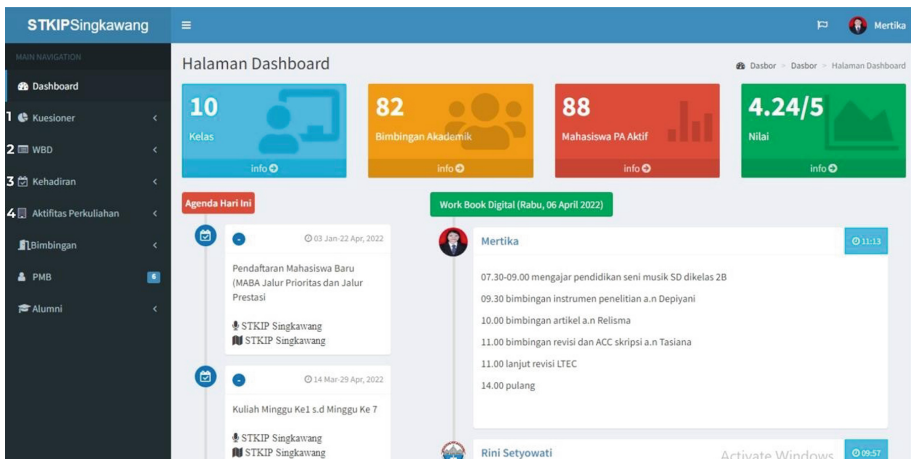 STKIPSingkawang
Mertika
MAIN NAVIGATION
Dashboard
1 Kuesioner
2 WBD
3 Kehadiran
4 Aktifitas Perkuliahan
Bimbingan
PMB 6
Alumni
Halaman Dashboard
Dasbor > Dasbor > Halaman Dashboard
10
Kelas
info
82
Bimbingan Akademik
info
88
Mahasiswa PA Aktif
info
4.24/5
Nilai
info
Agenda Hari Ini
03 Jan-22 Apr, 2022
Pendaftaran Mahasiswa Baru
(MABA Jalur Prioritas dan Jalur
Prestasi
STKIP Singkawang
STKIP Singkawang
14 Mar-29 Apr, 2022
Kuliah Minggu Ke1 s.d Minggu Ke 7
STKIP Singkawang
STKIP Singkawang
Work Book Digital (Rabu, 06 April 2022)
Mertika
11:13
07.30-09.00 mengajar pendidikan seni musik SD dikelas 2B
09.30 bimbingan instrumen penelitian a.n Depiyani
10.00 bimbingan artikel a.n Relisma
11.00 bimbingan revisi dan ACC skripsi a.n Tasiana
11.00 lanjut revisi LTEC
14.00 pulang
Rini Setyowati
Activate Windows
09:57